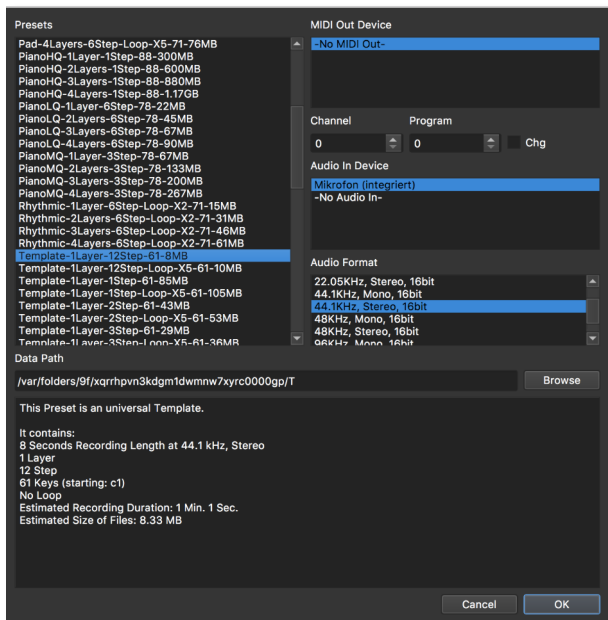 Presets
Pad-4Layers-6Step-Loop-X5-71-76MB
PianoHQ-1Layer-1Step-88-300MB
PianoHQ-2Layers-1Step-88-600MB
PianoHQ-3Layers-1Step-88-880MB
PianoHQ-4Layers-1Step-88-1.17GB
PianoLQ-1Layer-6Step-78-22MB
PianoLQ-2Layers-6Step-78-45MB
PianoLQ-3Layers-6Step-78-67MB
PianoLQ-4Layers-6Step-78-90MB
PianoMQ-1Layer-3Step-78-67MB
PianoMQ-2Layers-3Step-78-133MB
PianoMQ-3Layers-3Step-78-200MB
PianoMQ-4Layers-3Step-78-267MB
Rhythmic-1Layers-6Step-Loop-X2-71-15MB
Rhythmic-2Layers-6Step-Loop-X2-71-31MB
Rhythmic-3Layers-6Step-Loop-X2-71-46MB
Rhythmic-4Layers-6Step-Loop-X2-71-61MB
Template-1Layer-12Step-61-8MB
Template-1Layer-12Step-Loop-X5-61-10MB
Template-1Layer-1Step-61-85MB
Template-1Layer-1Step-Loop-X5-61-105MB
Template-1Layer-2Step-61-43MB
Template-1Layer-2Step-Loop-X5-61-53MB
Template-1Layer-3Step-61-29MB
Template-1Layer-3Step-Loop-X5-61-36MB
MIDI Out Device
-No MIDI Out-
Channel Program
0 0 Chg
Audio In Device
Mikrofon (integriert)
-No Audio In-
Audio Format
22.05KHz, Stereo, 16bit
44.1KHz, Mono, 16bit
44.1KHz, Stereo, 16bit
48KHz, Mono, 16bit
48KHz, Stereo, 16bit
96KHz, Mono, 16bit
Data Path
/var/folders/9f/xqrrhpvn3kdgm1dwmnw7xyrc0000gp/T
Browse
This Preset is an universal Template.
It contains:
8 Seconds Recording Length at 44.1 kHz, Stereo
1 Layer
12 Step
61 Keys (starting: c1)
No Loop
Estimated Recording Duration: 1 Min. 1 Sec.
Estimated Size of Files: 8.33 MB
Cancel OK